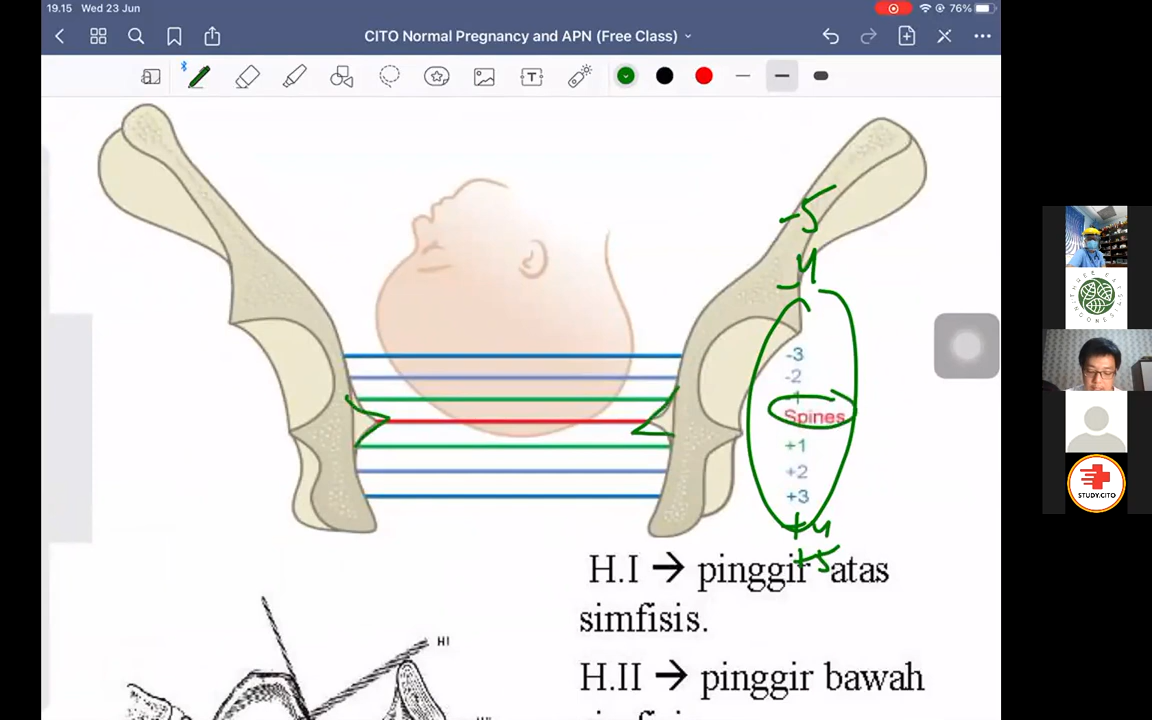 19.15 Wed 23 Jun
76%
CITO Normal Pregnancy and APN (Free Class)
-5
-4
-3
-2
Spines
+1
+2
+3
+4
+5
H.I → pinggir atas
simfisis.
H.II → pinggir bawah
HI
STUDY.CITO